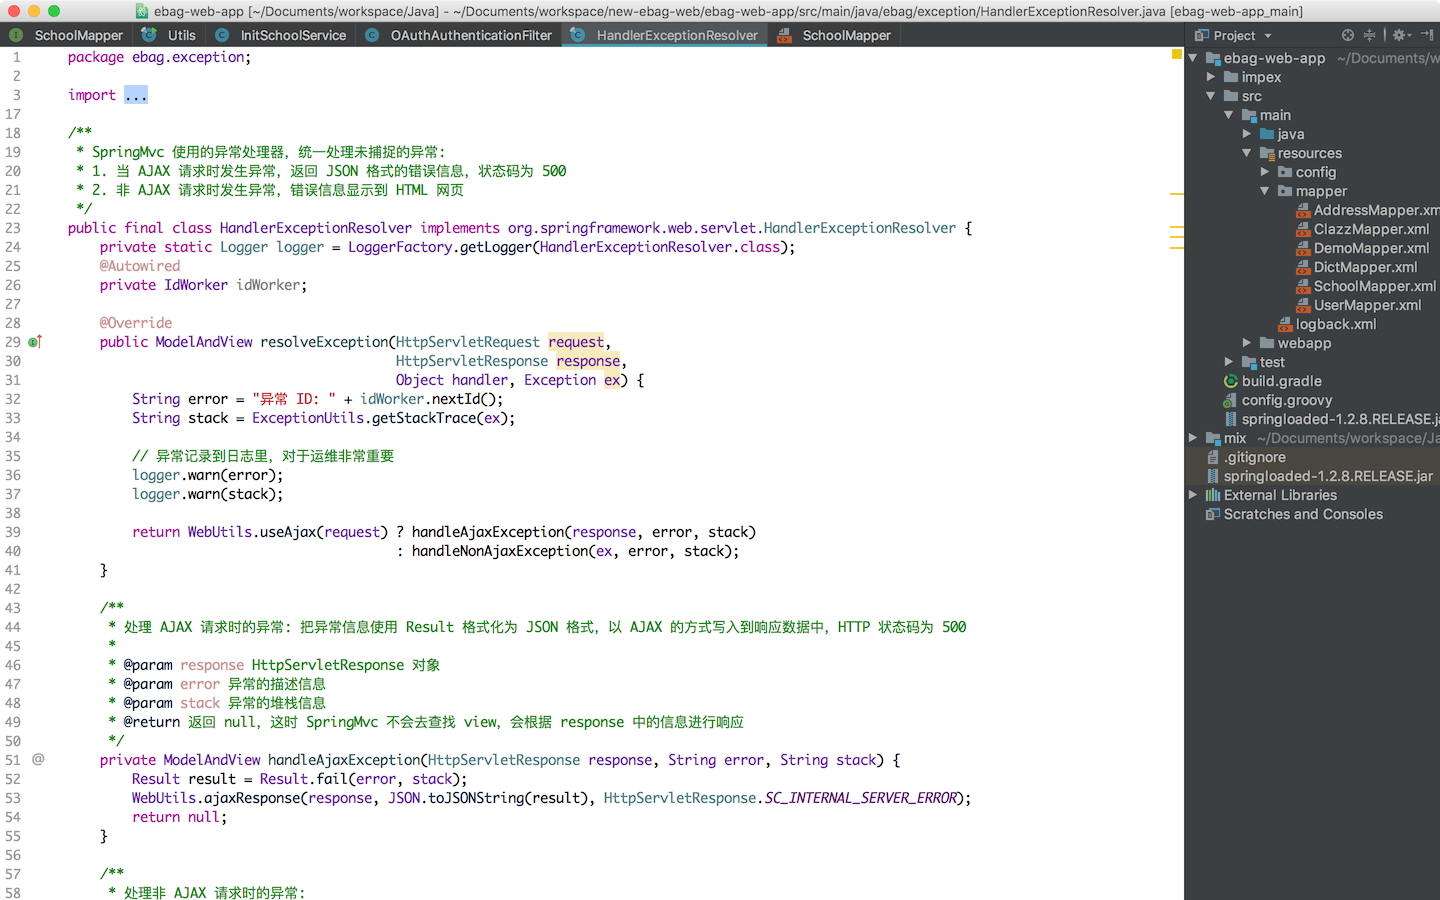 ebag-web-app [~/Documents/workspace/Java] - ~/Documents/workspace/new-ebag-web/ebag-web-app/src/main/java/ebag/exception/HandlerExceptionResolver.java [ebag-web-app_main]
SchoolMapper Utils InitSchoolService OAuthAuthenticationFilter HandlerExceptionResolver SchoolMapper
1 package ebag.exception;
2
3 import ...
17
18 /**
19 * SpringMvc 使用的异常处理器，统一处理未捕捉的异常:
20 * 1. 当 AJAX 请求时发生异常，返回 JSON 格式的错误信息，状态码为 500
21 * 2. 非 AJAX 请求时发生异常，错误信息显示到 HTML 网页
22 */
23 public final class HandlerExceptionResolver implements org.springframework.web.servlet.HandlerExceptionResolver {
24 private static Logger logger = LoggerFactory.getLogger(HandlerExceptionResolver.class);
25 @Autowired
26 private IdWorker idWorker;
27
28 @Override
29 public ModelAndView resolveException(HttpServletRequest request,
30 HttpServletResponse response,
31 Object handler, Exception ex) {
32 String error = "异常 ID: " + idWorker.nextId();
33 String stack = ExceptionUtils.getStackTrace(ex);
34
35 // 异常记录到日志里，对于运维非常重要
36 logger.warn(error);
37 logger.warn(stack);
38
39 return WebUtils.useAjax(request) ? handleAjaxException(response, error, stack)
40 : handleNonAjaxException(ex, error, stack);
41 }
42
43 /**
44 * 处理 AJAX 请求时的异常: 把异常信息使用 Result 格式化为 JSON 格式，以 AJAX 的方式写入到响应数据中，HTTP 状态码为 500
45 *
46 * @param response HttpServletResponse 对象
47 * @param error 异常的描述信息
48 * @param stack 异常的堆栈信息
49 * @return 返回 null，这时 SpringMvc 不会去查找 view，会根据 response 中的信息进行响应
50 */
51 @ private ModelAndView handleAjaxException(HttpServletResponse response, String error, String stack) {
52 Result result = Result.fail(error, stack);
53 WebUtils.ajaxResponse(response, JSON.toJSONString(result), HttpServletResponse.SC_INTERNAL_SERVER_ERROR);
54 return null;
55 }
56
57 /**
58 * 处理非 AJAX 请求时的异常:
Project
ebag-web-app ~/Documents/w
impex
src
main
java
resources
config
mapper
AddressMapper.xm
ClazzMapper.xml
DemoMapper.xml
DictMapper.xml
SchoolMapper.xml
UserMapper.xml
logback.xml
webapp
test
build.gradle
config.groovy
springloaded-1.2.8.RELEASE.ja
mix ~/Documents/workspace/Ja
.gitignore
springloaded-1.2.8.RELEASE.jar
External Libraries
Scratches and Consoles